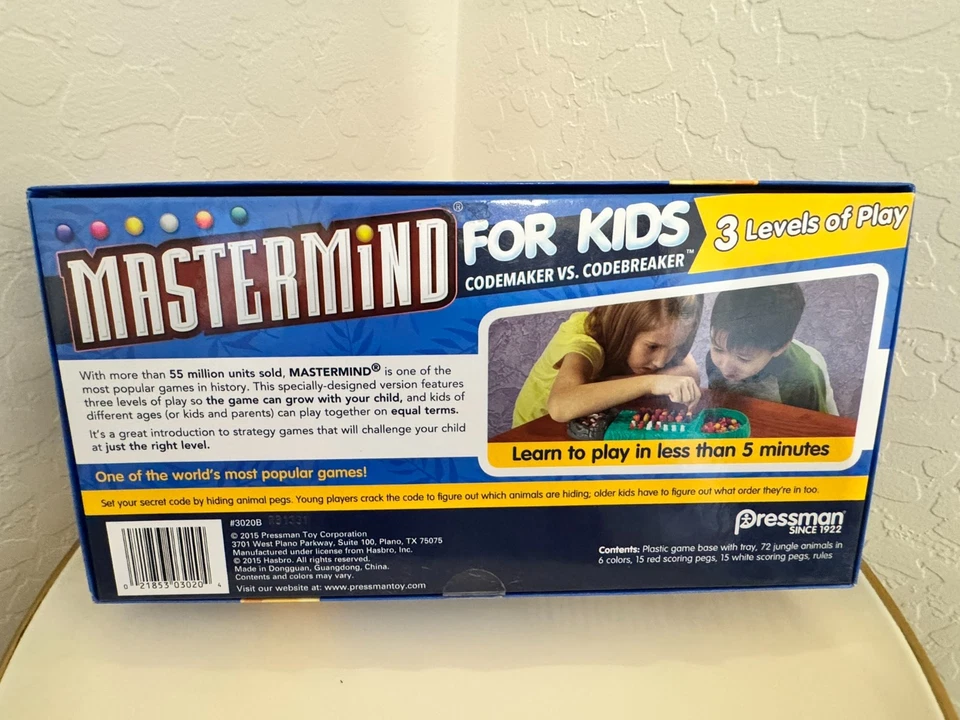 MASTERMiND®
FOR KIDS
CODEMAKER VS. CODEBREAKER™
3 Levels of Play
With more than 55 million units sold, MASTERMIND® is one of the
most popular games in history. This specially-designed version features
three levels of play so the game can grow with your child, and kids of
different ages (or kids and parents) can play together on equal terms.
It's a great introduction to strategy games that will challenge your child
at just the right level.
One of the world's most popular games!
Learn to play in less than 5 minutes
Set your secret code by hiding animal pegs. Young players crack the code to figure out which animals are hiding; older kids have to figure out what order they're in too.
0 21853 03020 4
#3020B
© 2015 Pressman Toy Corporation
3701 West Plano Parkway, Suite 100, Plano, TX 75075
Manufactured under license from Hasbro, Inc.
© 2015 Hasbro. All rights reserved.
Made in Dongguan, Guangdong, China.
Contents and colors may vary.
Visit our website at: www.pressmantoy.com
Pressman®
SINCE 1922
Contents: Plastic game base with tray, 72 jungle animals in
6 colors, 15 red scoring pegs, 15 white scoring pegs, rules